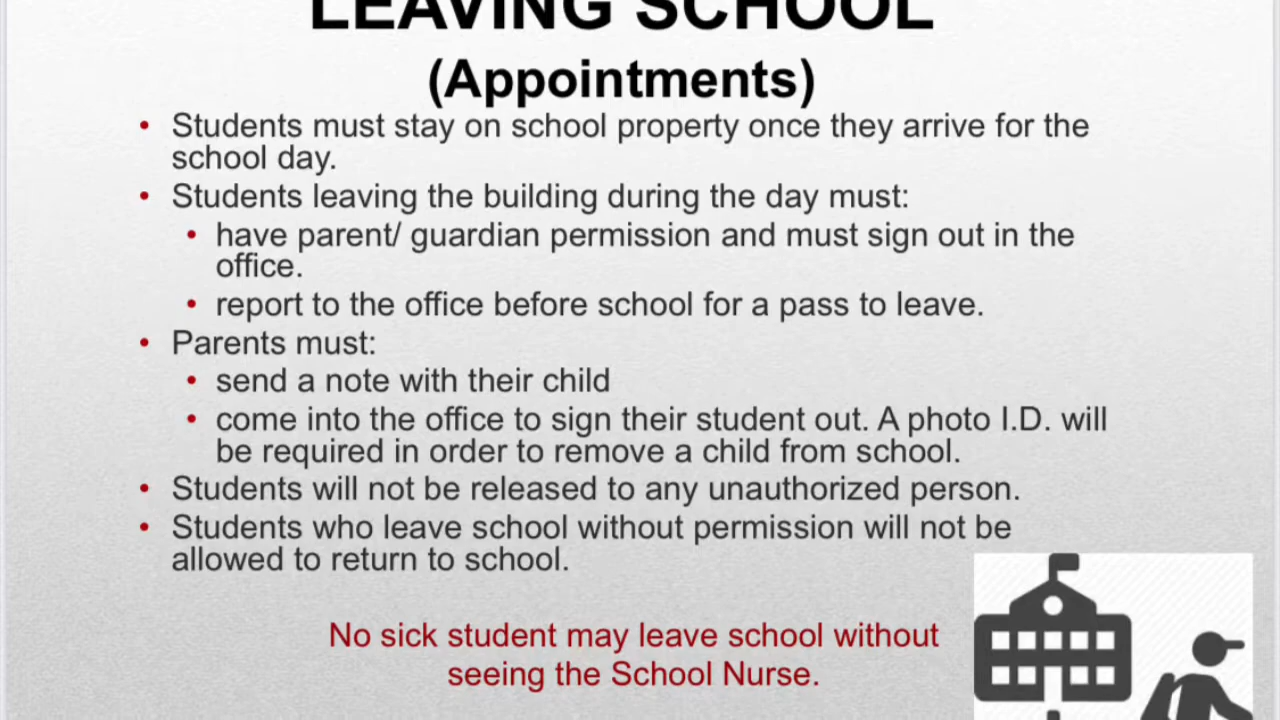 LEAVING SCHOOL
(Appointments)
• Students must stay on school property once they arrive for the
school day.
• Students leaving the building during the day must:
• have parent/ guardian permission and must sign out in the
office.
• report to the office before school for a pass to leave.
• Parents must:
• send a note with their child
• come into the office to sign their student out. A photo I.D. will
be required in order to remove a child from school.
• Students will not be released to any unauthorized person.
• Students who leave school without permission will not be
allowed to return to school.
No sick student may leave school without
seeing the School Nurse.